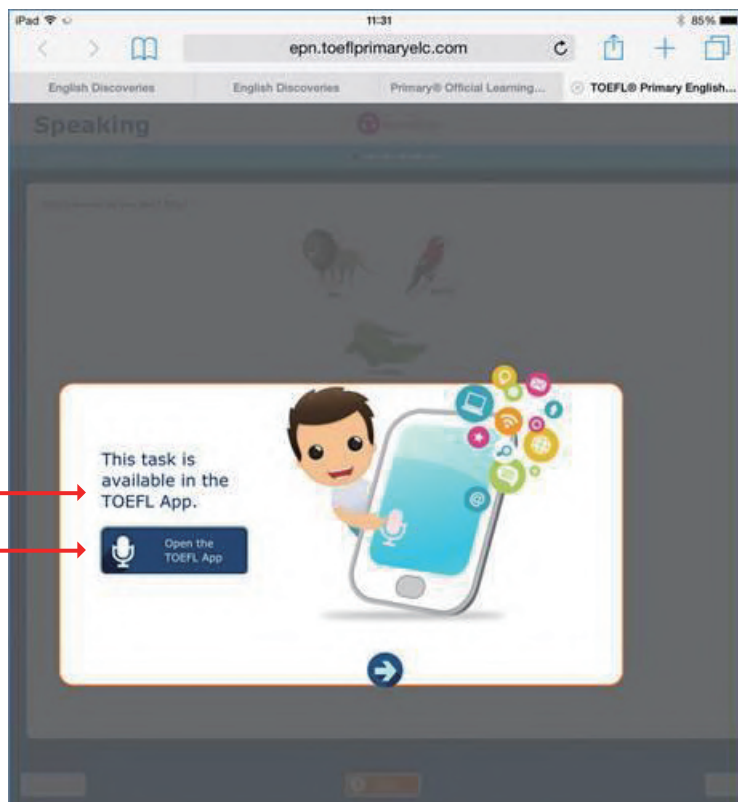 iPad 11:31 85%
epn.toeflprimaryelc.com
English Discoveries English Discoveries Primary® Official Learning... TOEFL® Primary English...
Speaking
This task is
available in the
TOEFL App.
Open the
TOEFL App